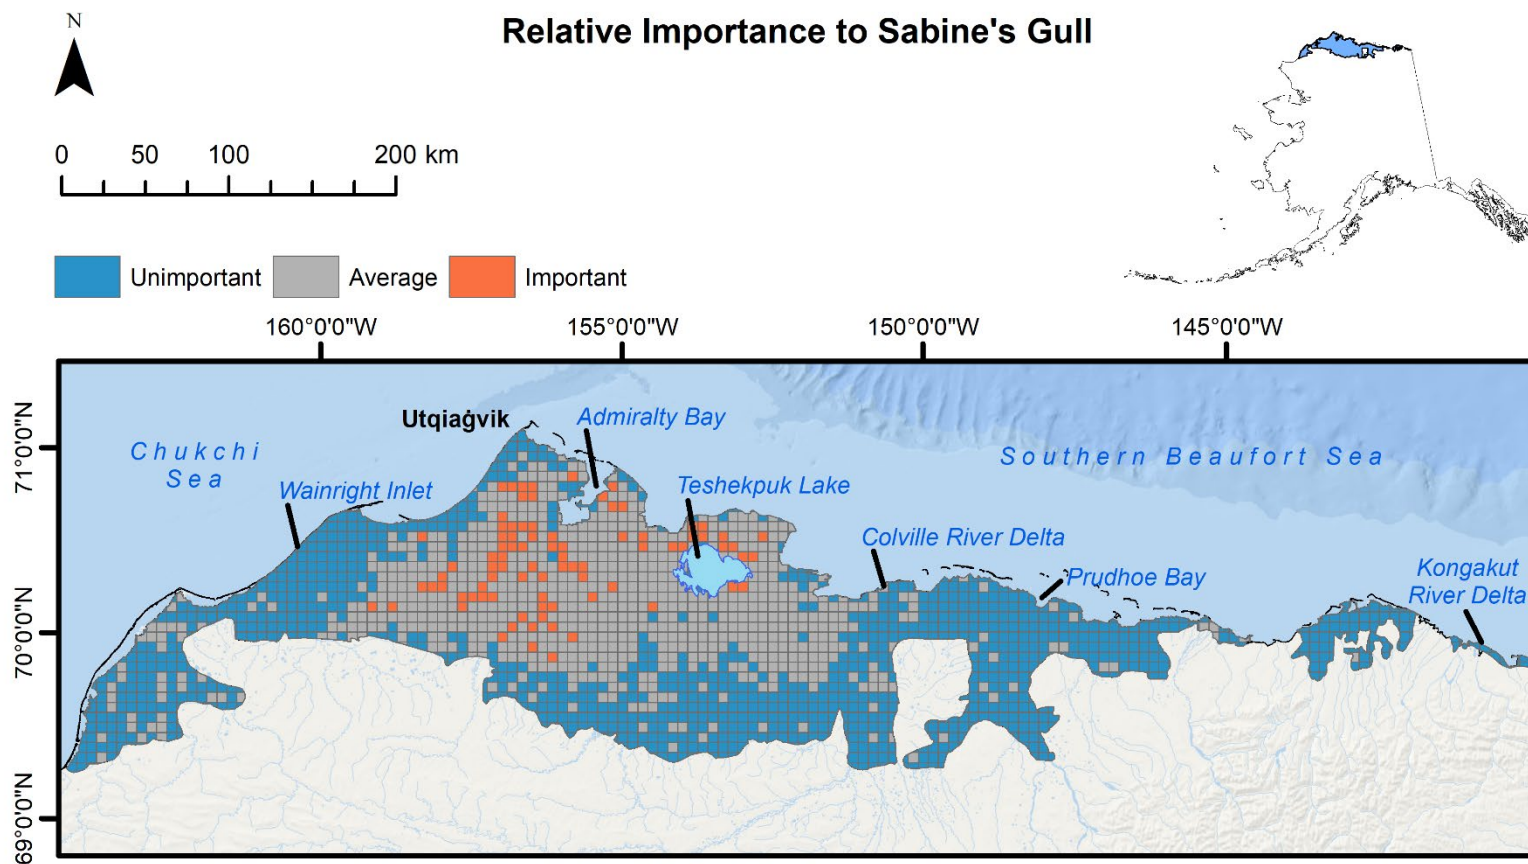 Relative Importance to Sabine's Gull
N
0 50 100 200 km
Unimportant Average Important
160°0'0"W 155°0'0"W 150°0'0"W 145°0'0"W
71°0'0"N
70°0'0"N
69°0'0"N
Utqiaġvik
Admiralty Bay
Chukchi
Sea
Southern Beaufort Sea
Wainright Inlet
Teshekpuk Lake
Colville River Delta
Prudhoe Bay
Kongakut
River Delta